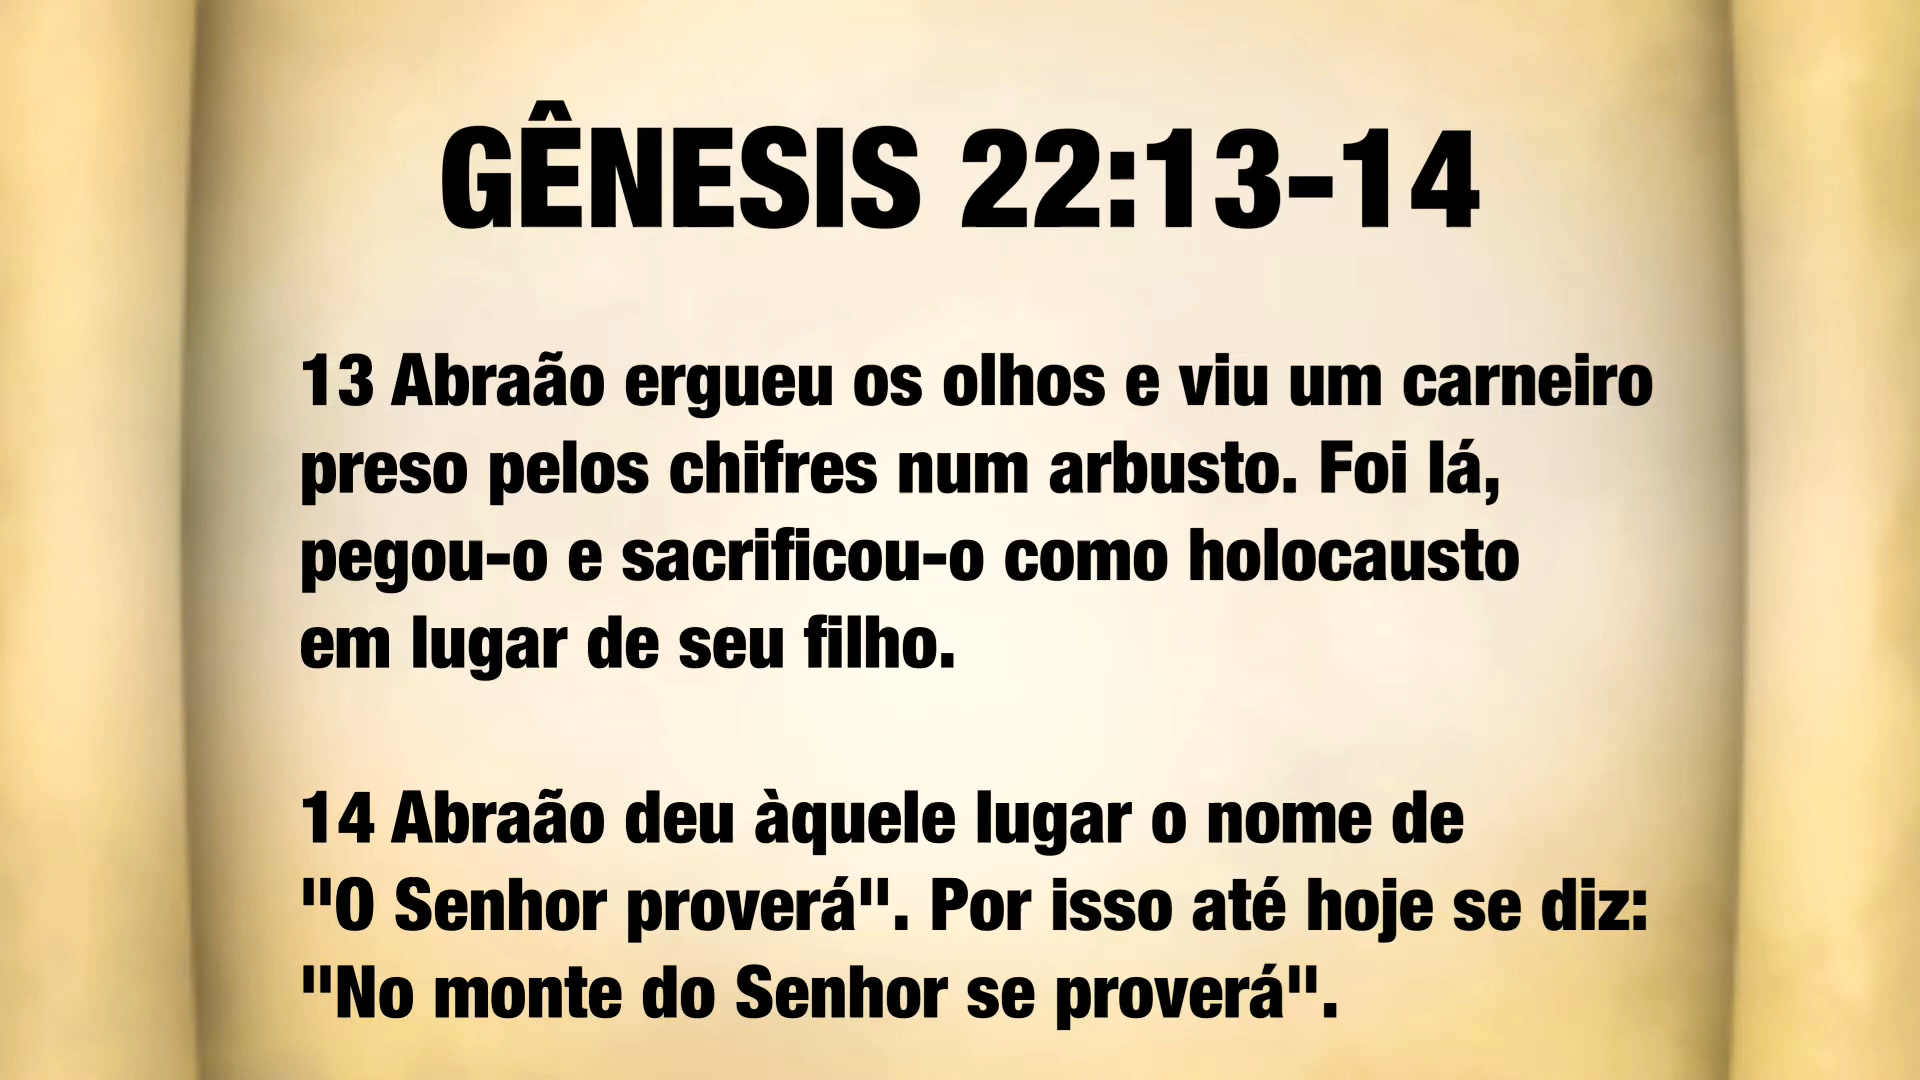 GÊNESIS 22:13-14
13 Abraão ergueu os olhos e viu um carneiro
preso pelos chifres num arbusto. Foi lá,
pegou-o e sacrificou-o como holocausto
em lugar de seu filho.
14 Abraão deu àquele lugar o nome de
"O Senhor proverá". Por isso até hoje se diz:
"No monte do Senhor se proverá".